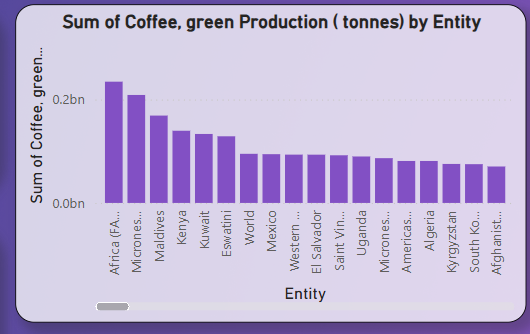 Sum of Coffee, green Production ( tonnes) by Entity
Sum of Coffee, green...
0.2bn
0.0bn
Africa (FA...
Micrones...
Maldives
Kenya
Kuwait
Eswatini
World
Mexico
Western ...
El Salvador
Saint Vin...
Uganda
Micrones...
Americas...
Algeria
Kyrgyzstan
South Ko...
Afghanist...
Entity